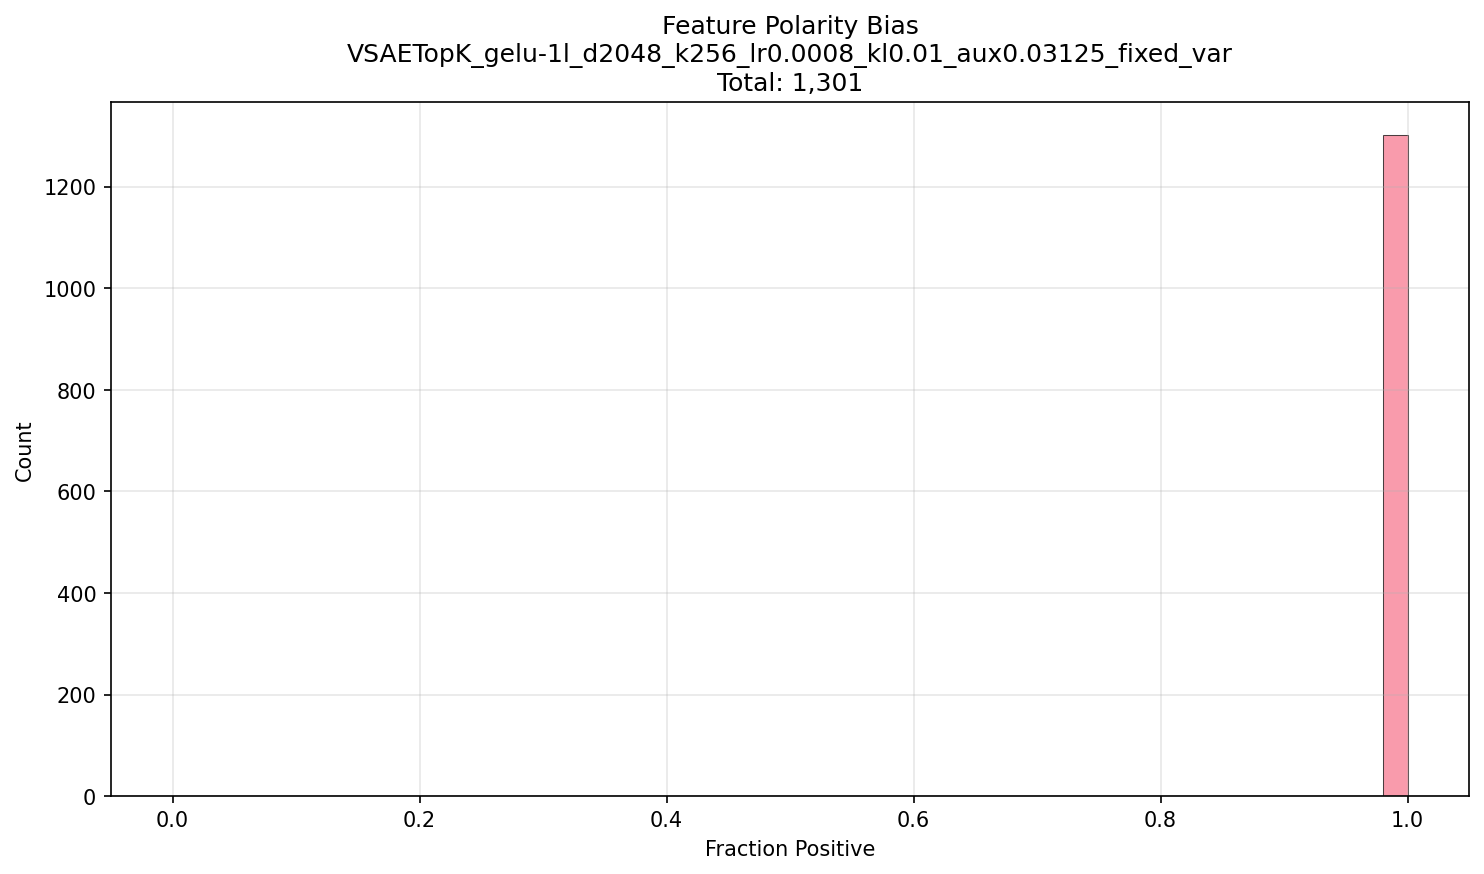 Feature Polarity Bias
VSAETopK_gelu-1l_d2048_k256_lr0.0008_kl0.01_aux0.03125_fixed_var
Total: 1,301
1200
1000
800
600
400
200
0
Count
0.0 0.2 0.4 0.6 0.8 1.0
Fraction Positive